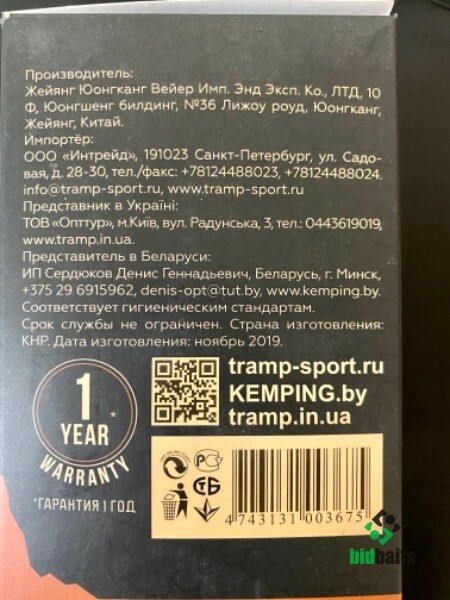 Производитель:
Жейянг Юонгканг Вейер Имп. Энд Эксп. Ко., ЛТД, 10
Ф, Юонгшенг билдинг, №36 Лижоу роуд, Юонгканг,
Жейянг, Китай.
Импортёр:
ООО «Интрейд», 191023 Санкт-Петербург, ул. Садо-
вая, д. 28-30, тел./факс: +78124488023, +78124488024.
info@tramp-sport.ru, www.tramp-sport.ru
Представник в Україні:
ТОВ «Опттур», м.Київ, вул. Радунська, 3, тел.: 0443619019,
www.tramp.in.ua.
Представитель в Беларуси:
ИП Сердюков Денис Геннадьевич, Беларусь, г. Минск,
+375 29 6915962, denis-opt@tut.by, www.kemping.by.
Соответствует гигиеническим стандартам.
Срок службы не ограничен. Страна изготовления:
КНР. Дата изготовления: ноябрь 2019.
1
*
YEAR
WARRANTY
*ГАРАНТИЯ 1 ГОД
tramp-sport.ru
KEMPING.by
tramp.in.ua
4 743131 003675
bidbaits